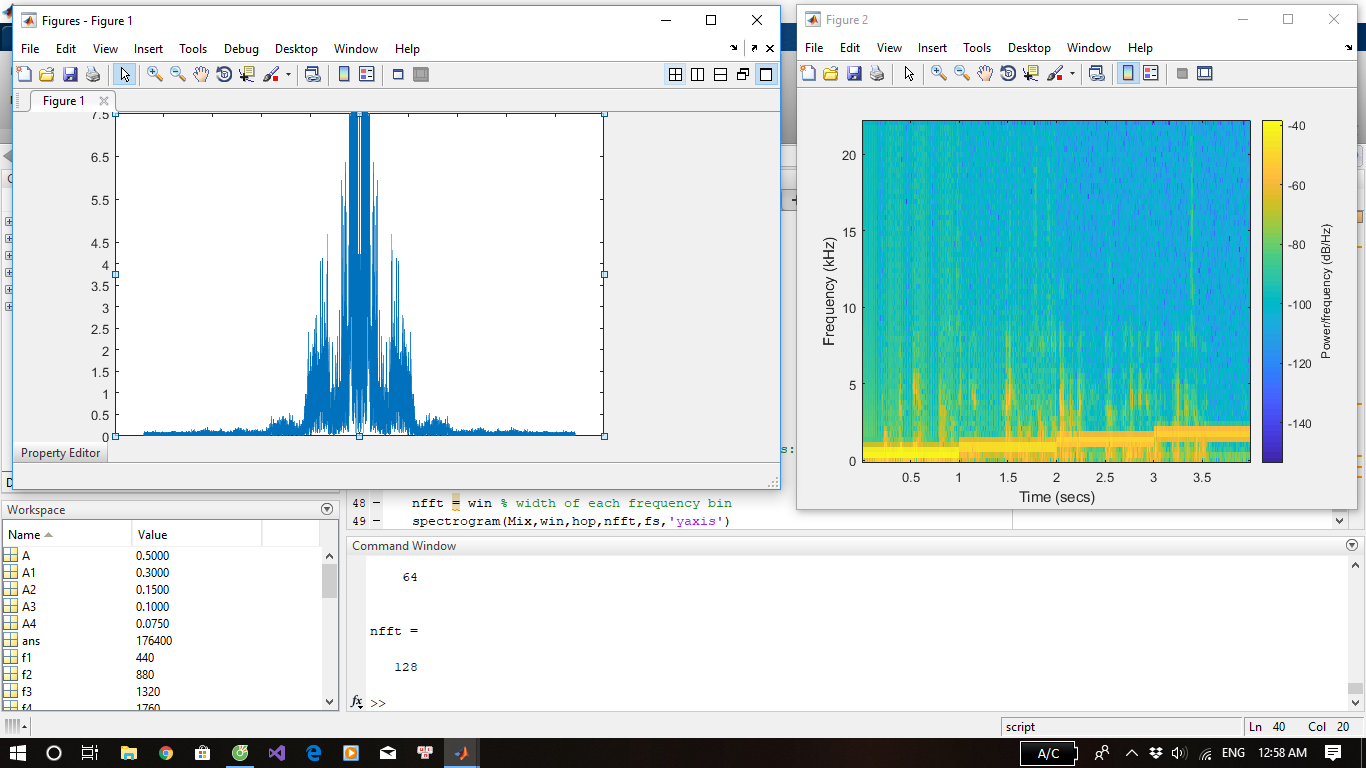 Figures - Figure 1
File Edit View Insert Tools Debug Desktop Window Help
Figure 1
7.5
6.5
5.5
4.5
4
3.5
3
2.5
2
1.5
1
0.5
0
Property Editor
Figure 2
File Edit View Insert Tools Desktop Window Help
20
15
10
5
0
Frequency (kHz)
0.5 1 1.5 2 2.5 3 3.5
Time (secs)
-40
-60
-80
-100
-120
-140
Power/frequency (dB/Hz)
s:
48 nfft = win % width of each frequency bin
49 spectrogram(Mix,win,hop,nfft,fs,'yaxis')
Workspace
Name Value
A 0.5000
A1 0.3000
A2 0.1500
A3 0.1000
A4 0.0750
ans 176400
f1 440
f2 880
f3 1320
f4 1760
Command Window
64
nfft =
128
fx >>
script Ln 40 Col 20
A/C ENG 12:58 AM